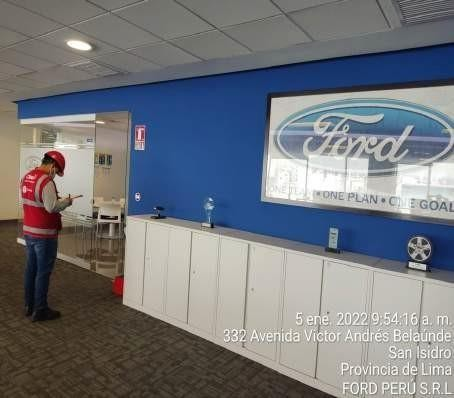 Ford
ONE TEAM • ONE PLAN • ONE GOAL
5 ene. 2022 9:54:16 a. m.
332 Avenida Víctor Andrés Belaúnde
San Isidro
Provincia de Lima
FORD PERU S.R.L